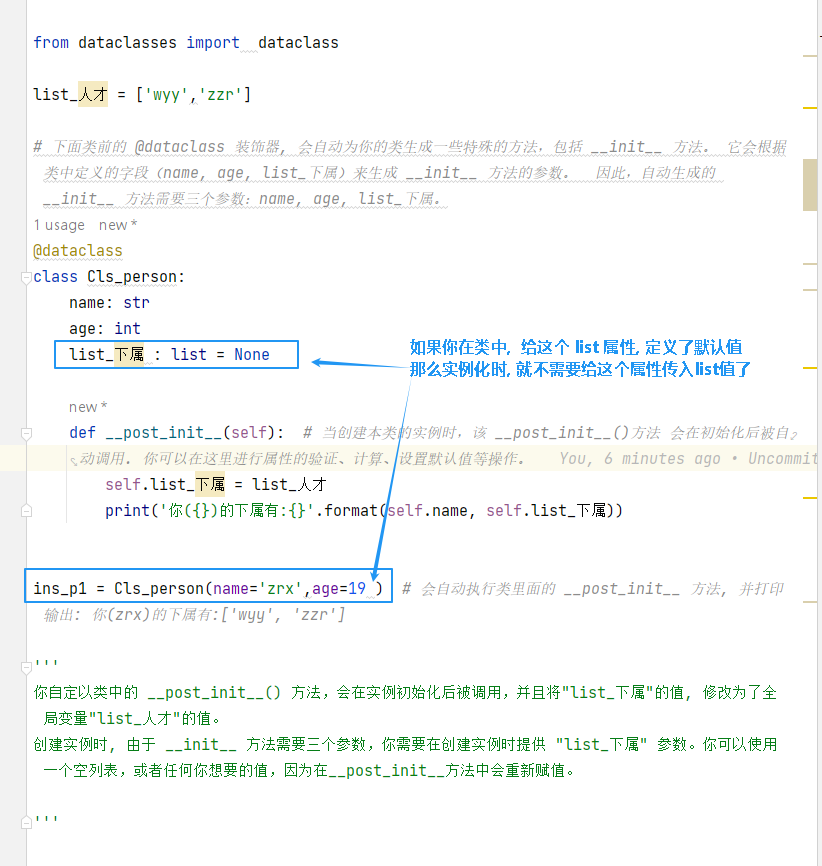 from dataclasses import  dataclass
list_人才 = ['wyy','zzr']
# 下面类前的 @dataclass 装饰器, 会自动为你的类生成一些特殊的方法，包括 __init__ 方法。 它会根据
类中定义的字段（name, age, list_下属）来生成 __init__ 方法的参数。  因此，自动生成的
__init__ 方法需要三个参数：name, age, list_下属。
1 usage   new *
@dataclass
class Cls_person:
name: str
age: int
list_下属 : list = None
如果你在类中，给这个 list 属性, 定义了默认值
那么实例化时, 就不需要给这个属性传入list值了
new *
def __post_init__(self):  # 当创建本类的实例时，该 __post_init__()方法 会在初始化后被自
动调用. 你可以在这里进行属性的验证、计算、设置默认值等操作。   You, 6 minutes ago • Uncommit
self.list_下属 = list_人才
print('你({})的下属有:{}'.format(self.name, self.list_下属))
ins_p1 = Cls_person(name='zrx',age=19 )  # 会自动执行类里面的 __post_init__ 方法, 并打印
输出: 你(zrx)的下属有:['wyy', 'zzr']
'''
你自定以类中的 __post_init__() 方法，会在实例初始化后被调用，并且将"list_下属"的值, 修改为了全
局变量"list_人才"的值。
创建实例时, 由于 __init__ 方法需要三个参数，你需要在创建实例时提供 "list_下属" 参数。你可以使用
一个空列表，或者任何你想要的值，因为在__post_init__方法中会重新赋值。
'''